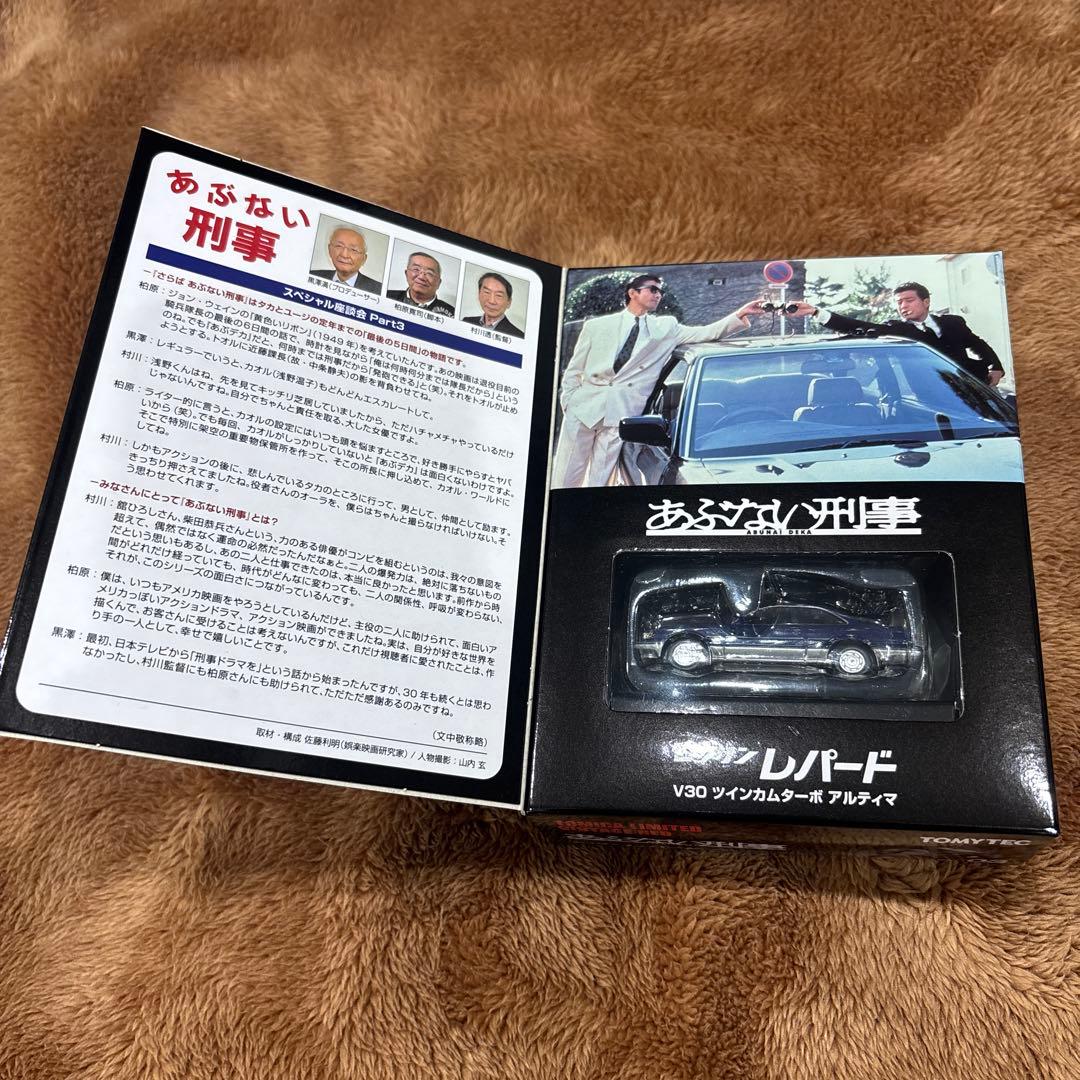 あぶない
刑事
黒澤満(プロデューサー)
柏原寛司(脚本)
村川透(監督)
スペシャル座談会 Part3
―『さらば あぶない刑事』はタカとユージの定年までの「最後の5日間」の物語です。
柏原：ジョン・ウェインの『黄色いリボン』(1949年)を考えていたんです。あの映画は退役目前の
騎兵隊長の最後の6日間の話で、時計を見ながら「俺は何時何分までは隊長だから」という
のね。でも『あぶデカ』だと、何時までは刑事だから「発砲できる」と(笑)。それをトオルが止め
ようとする。トオルに近藤課長(故・中条静夫)の影を背負わせてね。
黒澤：レギュラーでいうと、カオル(浅野温子)もどんどんエスカレートして。
村川：浅野くんはね、先を見てキッチリ芝居していましたから、ただハチャメチャやっているだけ
じゃないんですね。自分でちゃんと責任を取る、大した女優ですよ。
柏原：ライター的に言うと、カオルの設定にはいつも頭を悩ますところで、好き勝手にやらすとヤバ
いから(笑)。でも毎回、カオルがしっかりしていないと『あぶデカ』は面白くないわけですよ。
そこで特別に架空の重要物保管所を作って、そこの所長に押し込めて、カオル・ワールドに
してね。
村川：しかもアクションの後に、悲しんでいるタカのところに行って、男として、仲間として励ます。
きっちり押さえてましたね。役者さんのオーラを、僕らはちゃんと撮らなければいけない。そ
う思わせてくれます。
―みなさんにとって『あぶない刑事』とは？
村川：舘ひろしさん、柴田恭兵さんという、力のある俳優がコンビを組むというのは、我々の意図を
超えて、偶然ではなく運命の必然だったんだなぁと。二人の爆発力は、絶対に落ちないもの
だという思いもあるし、あの二人と仕事できたのは、本当に良かったと思います。前作から時
間がどれだけ経っていても、時代がどんなに変わっても、二人の関係性、呼吸が変わらない、
それが、このシリーズの面白さにつながっているんです。
柏原：僕は、いつもアメリカ映画をやろうとしているんだけど、主役の二人に助けられて、面白いア
メリカっぽいアクションドラマ、アクション映画ができましたね。実は、自分が好きな世界を
描くんで、お客さんに受けることは考えないんですが、これだけ視聴者に愛されたことは、作
り手の一人として、幸せで嬉しいことです。
黒澤：最初、日本テレビから「刑事ドラマを」という話から始まったんですが、30年も続くとは思わ
なかったし、村川監督にも柏原さんにも助けられて、ただただ感謝あるのみですね。
(文中敬称略)
取材・構成 佐藤利明(娯楽映画研究家) / 人物撮影：山内 玄
あぶない刑事
ABUNAI DEKA
レパード
V30 ツインカムターボ アルティマ
TOMICA LIMITED
あぶない刑事
TOMYTEC